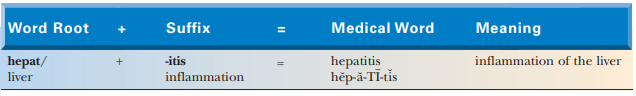 Word Root + Suffix = Medical Word Meaning
hepat/ + -itis = hepatitis inflammation of the liver
liver inflammation hĕp-ă-TĪ-tĭs